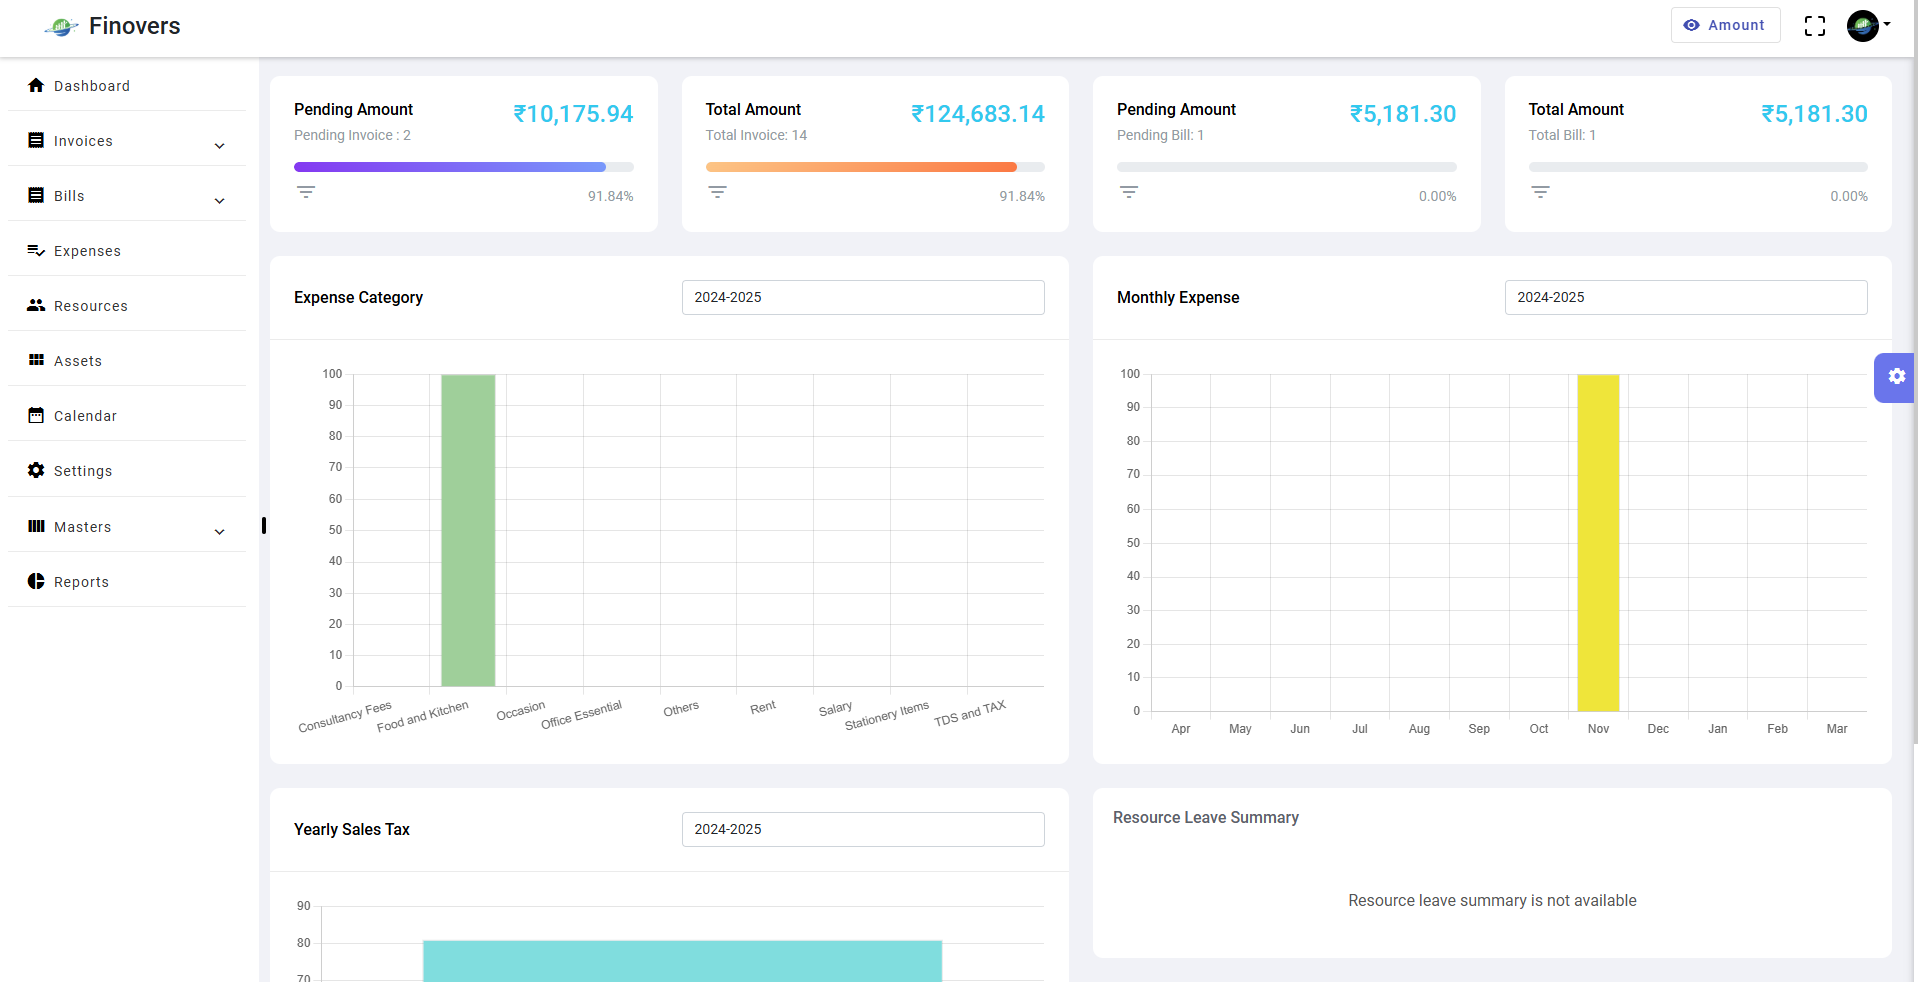 Finovers
Amount
Dashboard
Invoices
Bills
Expenses
Resources
Assets
Calendar
Settings
Masters
Reports
Pending Amount
₹10,175.94
Pending Invoice : 2
91.84%
Total Amount
₹124,683.14
Total Invoice: 14
91.84%
Pending Amount
₹5,181.30
Pending Bill: 1
0.00%
Total Amount
₹5,181.30
Total Bill: 1
0.00%
Expense Category
2024-2025
100
90
80
70
60
50
40
30
20
10
0
Consultancy Fees
Food and Kitchen
Occasion
Office Essential
Others
Rent
Salary
Stationery Items
TDS and TAX
Monthly Expense
2024-2025
100
90
80
70
60
50
40
30
20
10
0
Apr May Jun Jul Aug Sep Oct Nov Dec Jan Feb Mar
Yearly Sales Tax
2024-2025
90
80
70
Resource Leave Summary
Resource leave summary is not available